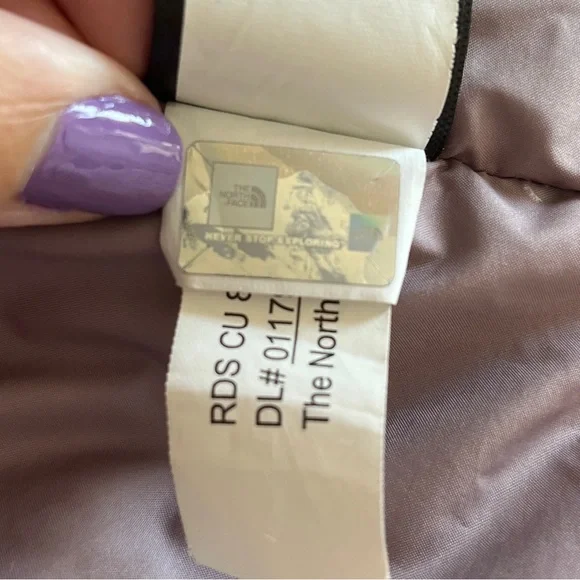 THE
NORTH
FACE
NEVER STOP EXPLORING
RDS CU
DL# 0117
The North